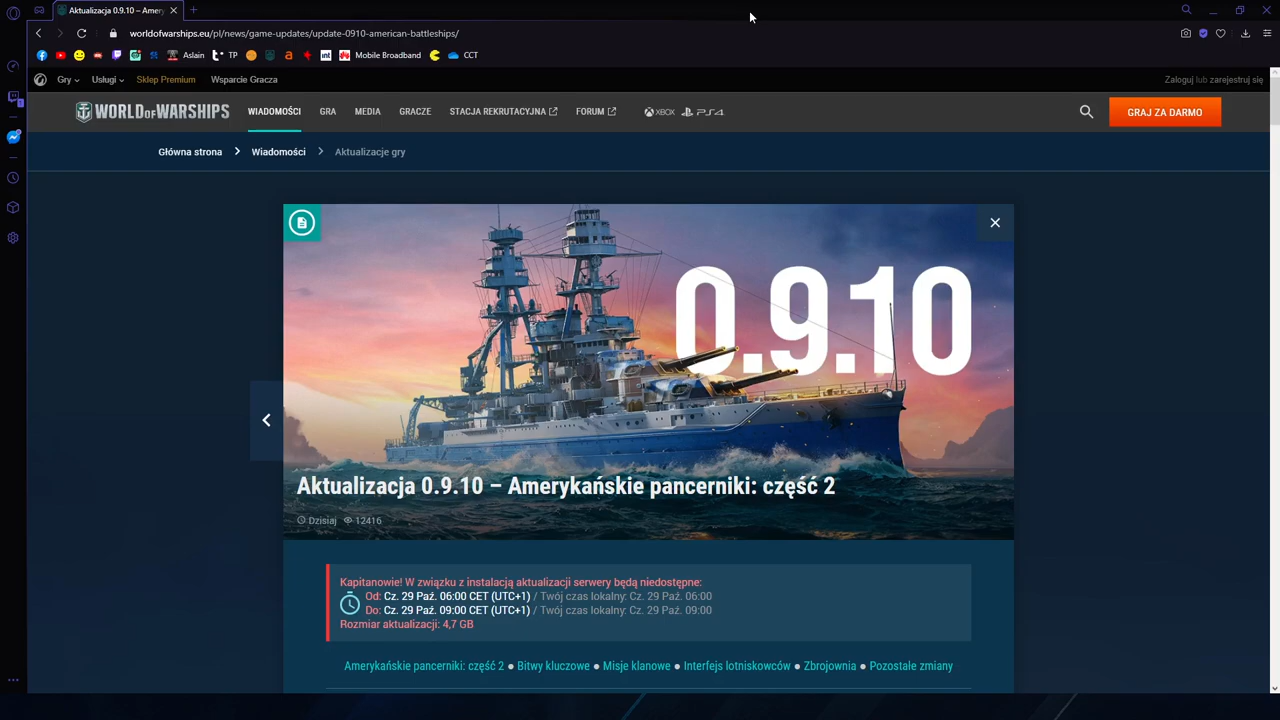 Aktualizacja 0.9.10 – Amery
worldofwarships.eu/pl/news/game-updates/update-0910-american-battleships/
Aslain TP int Mobile Broadband CCT
Gry Usługi Sklep Premium Wsparcie Gracza Zaloguj lub zarejestruj się
WORLD OF WARSHIPS WIADOMOŚCI GRA MEDIA GRACZE STACJA REKRUTACYJNA FORUM XBOX PS4 GRAJ ZA DARMO
Główna strona Wiadomości Aktualizacje gry
0.9.10
Aktualizacja 0.9.10 – Amerykańskie pancerniki: część 2
Dzisiaj 12416
Kapitanowie! W związku z instalacją aktualizacji serwery będą niedostępne:
Od: Cz. 29 Paź. 06:00 CET (UTC+1) / Twój czas lokalny: Cz. 29 Paź. 06:00
Do: Cz. 29 Paź. 09:00 CET (UTC+1) / Twój czas lokalny: Cz. 29 Paź. 09:00
Rozmiar aktualizacji: 4,7 GB
Amerykańskie pancerniki: część 2 ● Bitwy kluczowe ● Misje klanowe ● Interfejs lotniskowców ● Zbrojownia ● Pozostałe zmiany